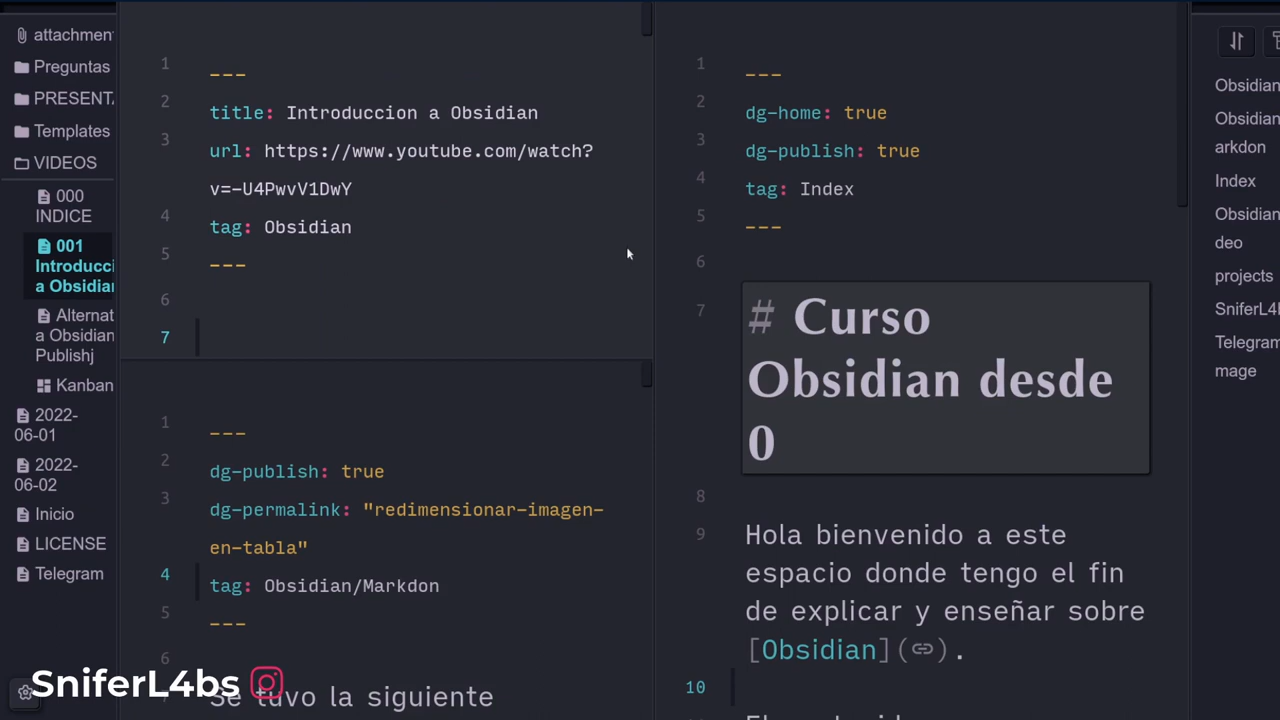 attachmen
Preguntas
PRESENTA
Templates
VIDEOS
000
INDICE
001
Introducci
a Obsidian
Alternat
a Obsidian
Publishj
Kanban
2022-
06-01
2022-
06-02
Inicio
LICENSE
Telegram
1
---
2
title: Introduccion a Obsidian
3
url: https://www.youtube.com/watch?
v=-U4PwvV1DwY
4
tag: Obsidian
5
---
6
7
1
---
2
dg-publish: true
3
dg-permalink: "redimensionar-imagen-
en-tabla"
4
tag: Obsidian/Markdon
5
---
6
Se tuvo la siguiente
SniferL4bs
1
---
2
dg-home: true
3
dg-publish: true
4
tag: Index
5
---
6
7
# Curso
Obsidian desde
0
8
9
Hola bienvenido a este
espacio donde tengo el fin
de explicar y enseñar sobre
[Obsidian]().
10
Obsidian
Obsidian
arkdon
Index
Obsidian
deo
projects
SniferL4b
Telegram
mage